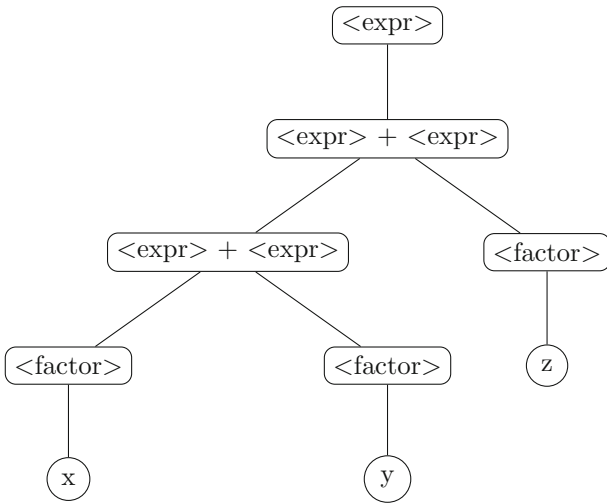 <expr>
<expr> + <expr>
<expr> + <expr>
<factor>
<factor>
<factor>
z
x
y